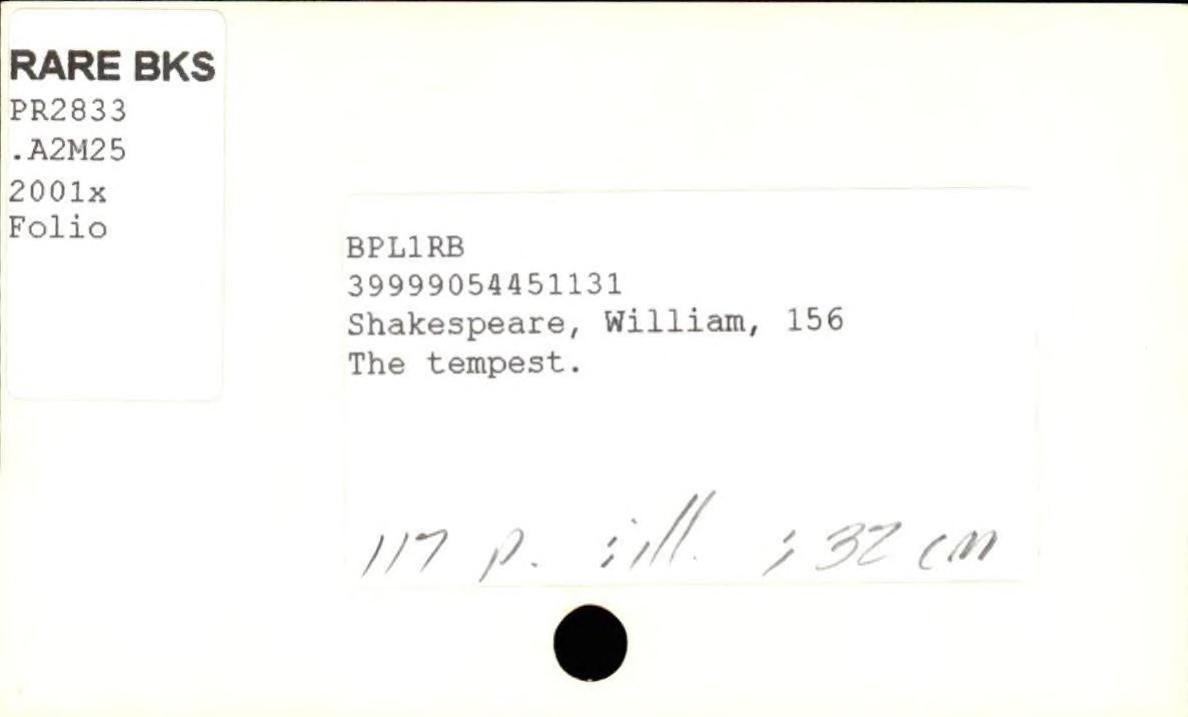 RARE BKS
PR2833
.A2M25
2001x
Folio
BPL1RB
39999054451131
Shakespeare, William, 156
The tempest.
117 p. : ill. ; 32 cm